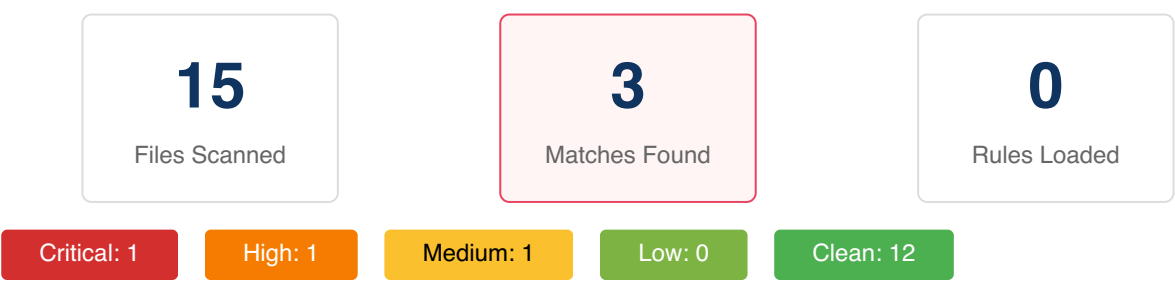 15 3 0
Files Scanned Matches Found Rules Loaded
Critical: 1 High: 1 Medium: 1 Low: 0 Clean: 12